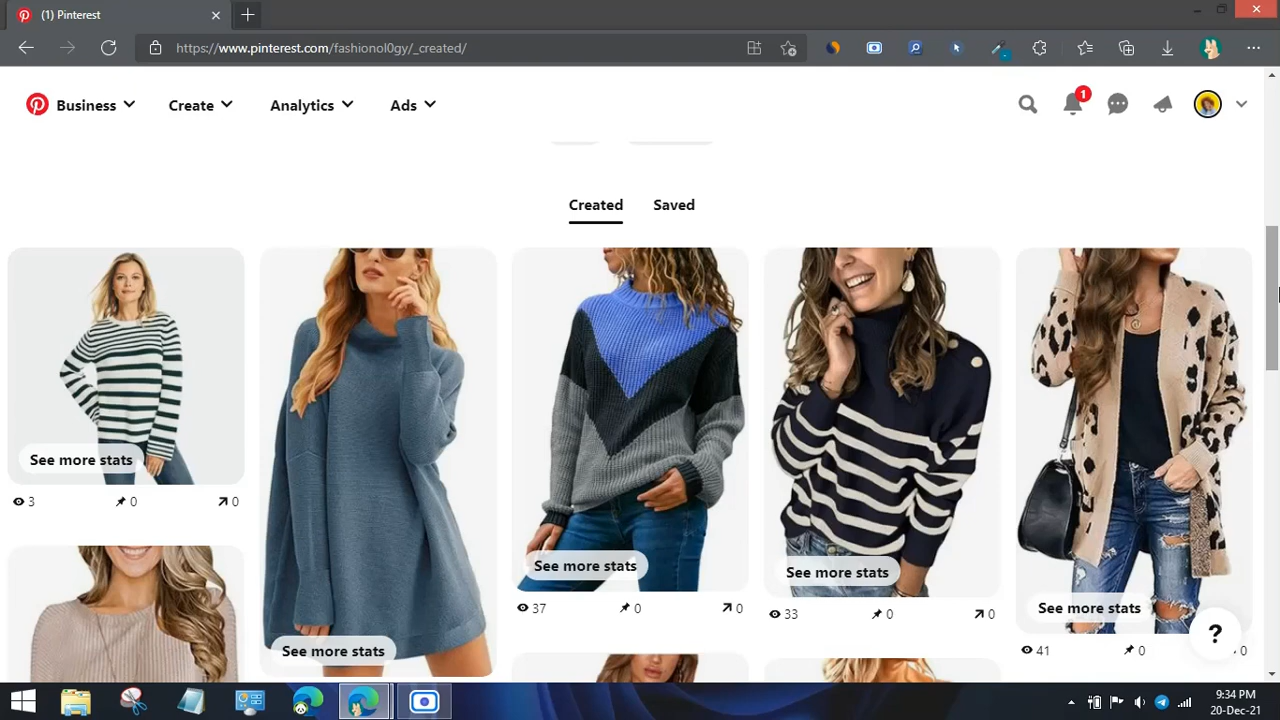 (1) Pinterest
https://www.pinterest.com/fashionol0gy/_created/
Business Create Analytics Ads 1
Created Saved
See more stats
3 0 0
See more stats
See more stats
37 0 0
See more stats
33 0 0
See more stats
41 0 0
?
9:34 PM
20-Dec-21